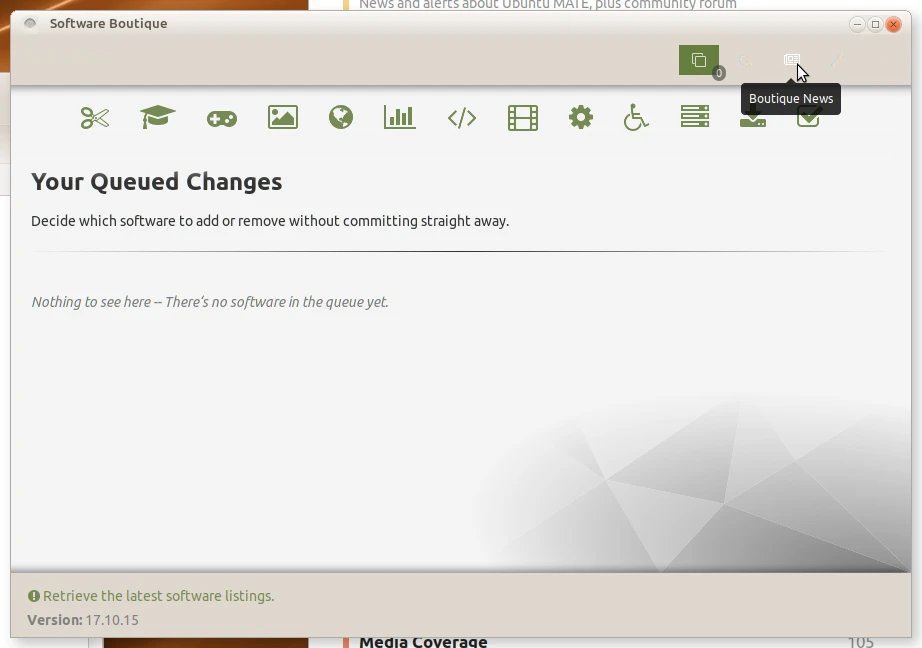 News and alerts about Ubuntu MATE, plus community forum
Software Boutique
0
Boutique News
Your Queued Changes
Decide which software to add or remove without committing straight away.
Nothing to see here -- There's no software in the queue yet.
Retrieve the latest software listings.
Version: 17.10.15
Media Coverage
105